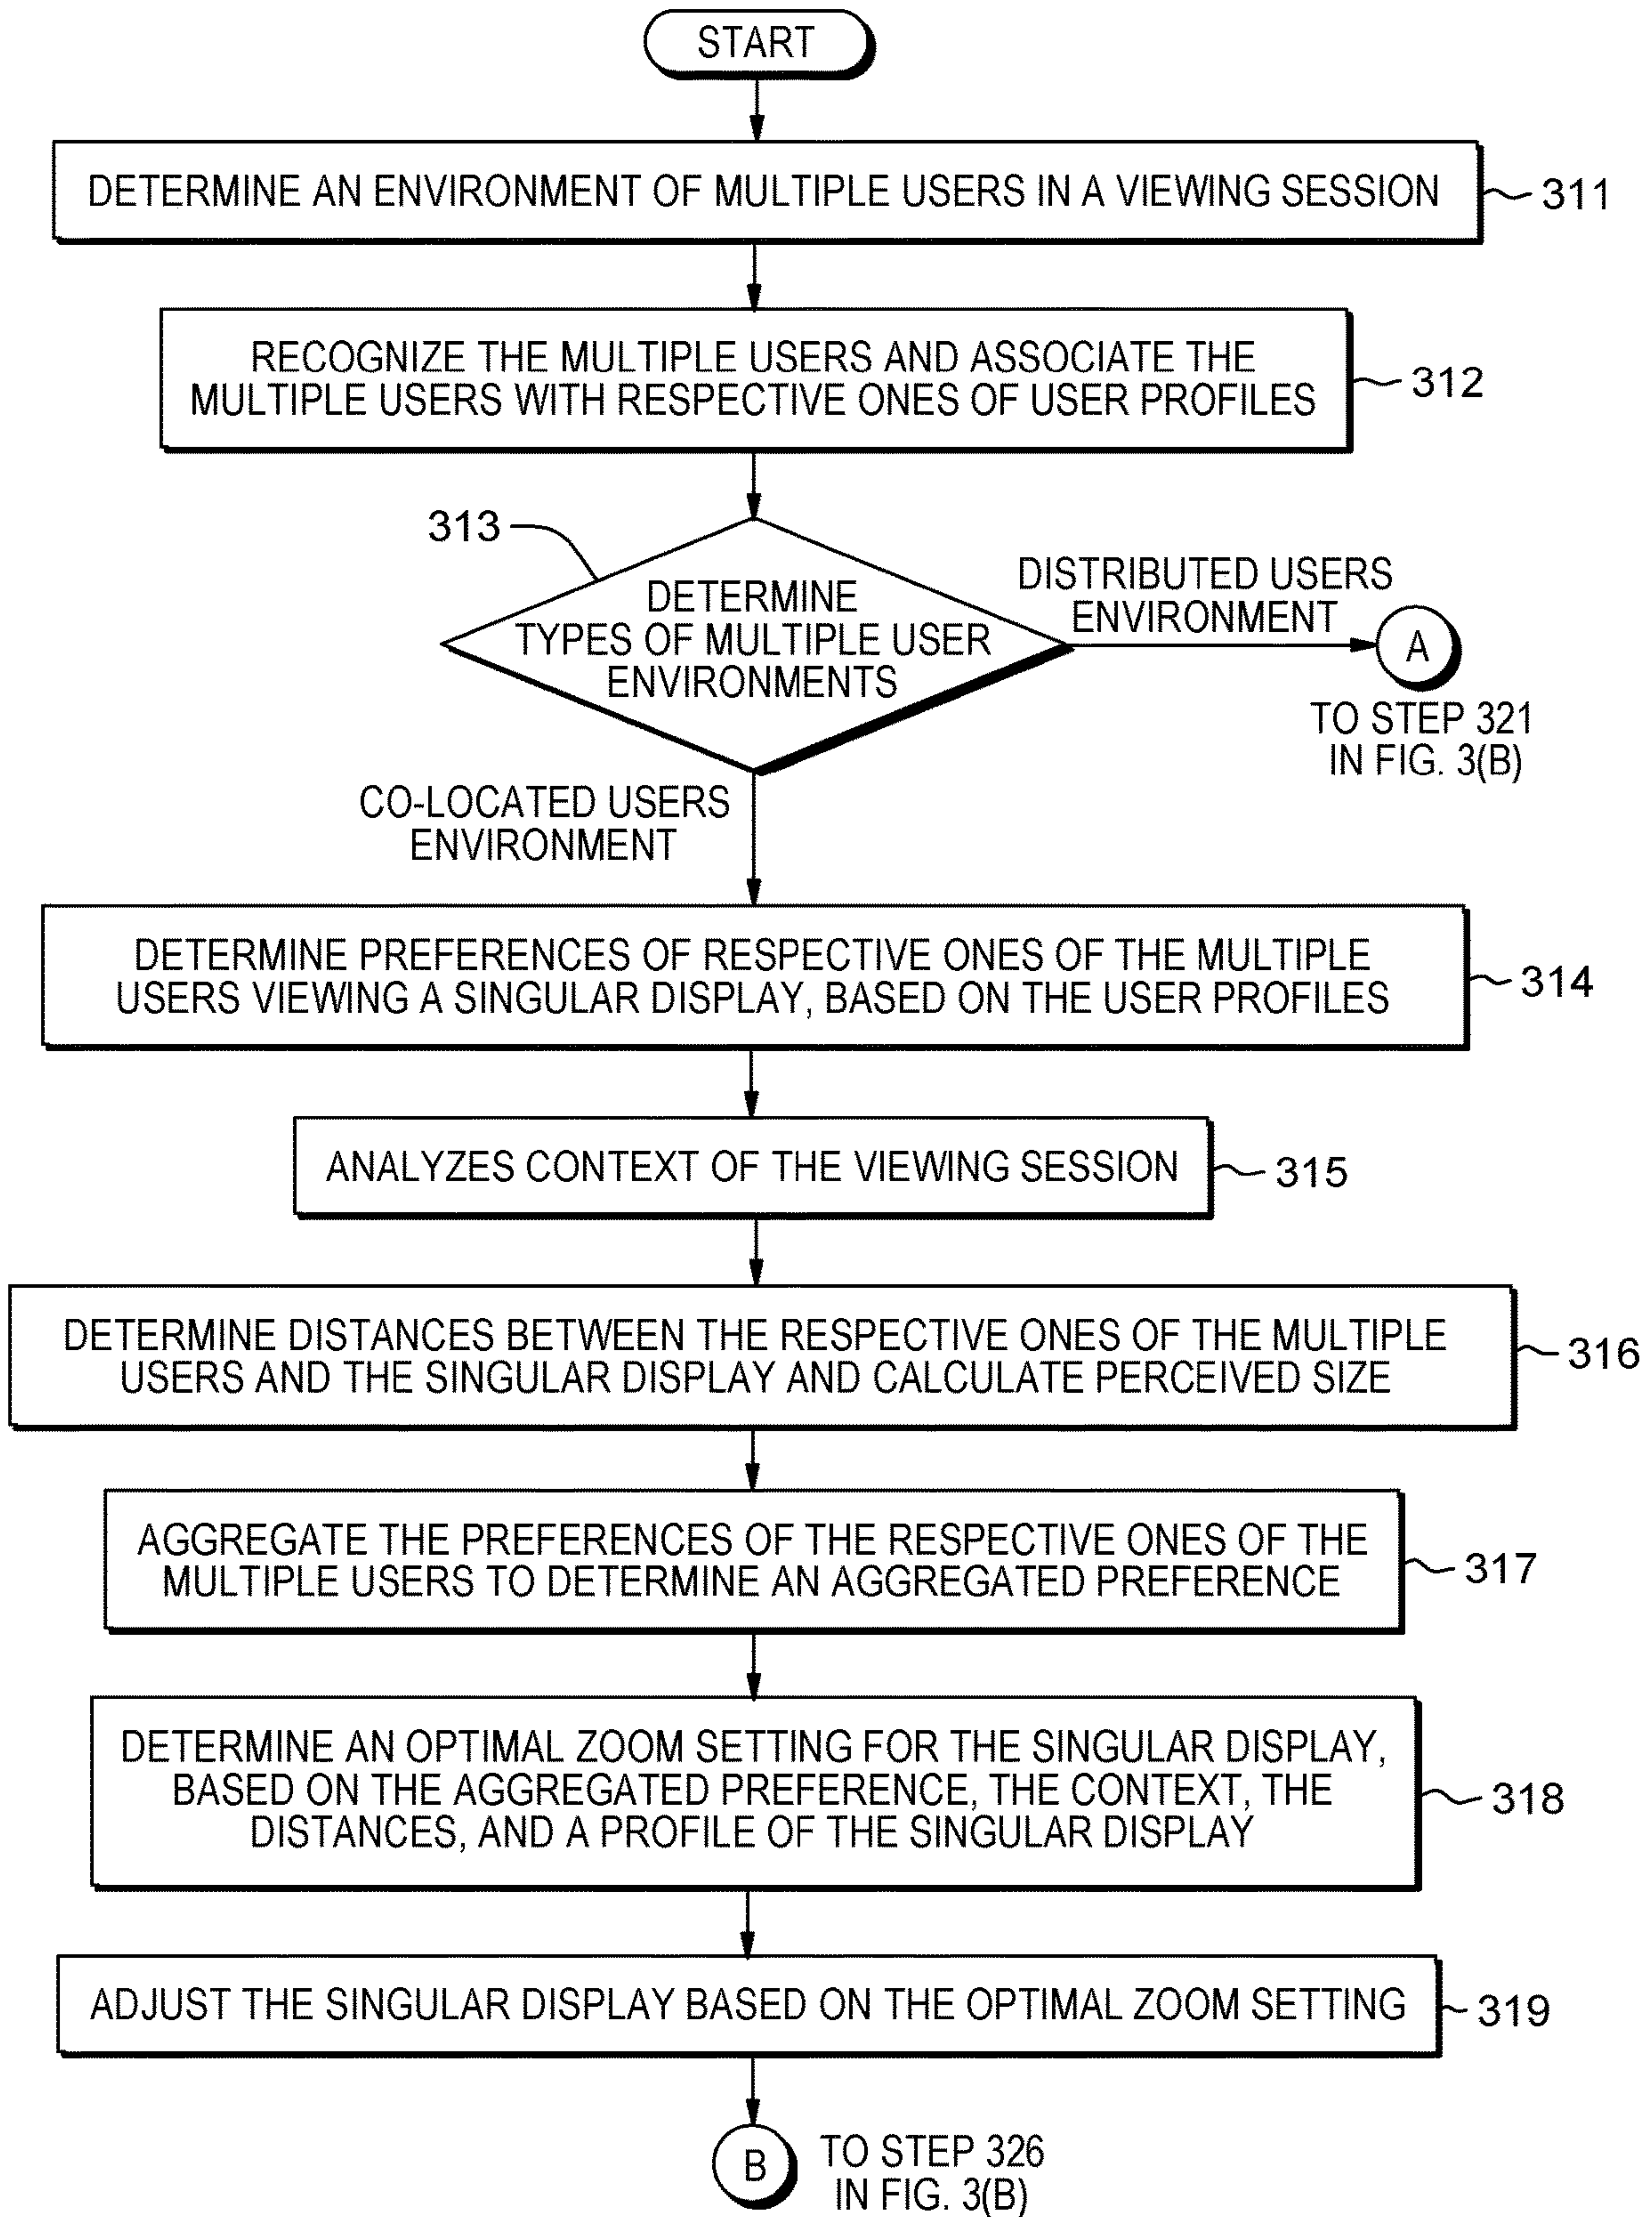 START
DETERMINE AN ENVIRONMENT OF MULTIPLE USERS IN A VIEWING SESSION
311
RECOGNIZE THE MULTIPLE USERS AND ASSOCIATE THE
MULTIPLE USERS WITH RESPECTIVE ONES OF USER PROFILES
312
313
DETERMINE
TYPES OF MULTIPLE USER
ENVIRONMENTS
DISTRIBUTED USERS
ENVIRONMENT
A
TO STEP 321
IN FIG. 3(B)
CO-LOCATED USERS
ENVIRONMENT
DETERMINE PREFERENCES OF RESPECTIVE ONES OF THE MULTIPLE
USERS VIEWING A SINGULAR DISPLAY, BASED ON THE USER PROFILES
314
ANALYZES CONTEXT OF THE VIEWING SESSION
315
DETERMINE DISTANCES BETWEEN THE RESPECTIVE ONES OF THE MULTIPLE
USERS AND THE SINGULAR DISPLAY AND CALCULATE PERCEIVED SIZE
316
AGGREGATE THE PREFERENCES OF THE RESPECTIVE ONES OF THE
MULTIPLE USERS TO DETERMINE AN AGGREGATED PREFERENCE
317
DETERMINE AN OPTIMAL ZOOM SETTING FOR THE SINGULAR DISPLAY,
BASED ON THE AGGREGATED PREFERENCE, THE CONTEXT, THE
DISTANCES, AND A PROFILE OF THE SINGULAR DISPLAY
318
ADJUST THE SINGULAR DISPLAY BASED ON THE OPTIMAL ZOOM SETTING
319
B
TO STEP 326
IN FIG. 3(B)